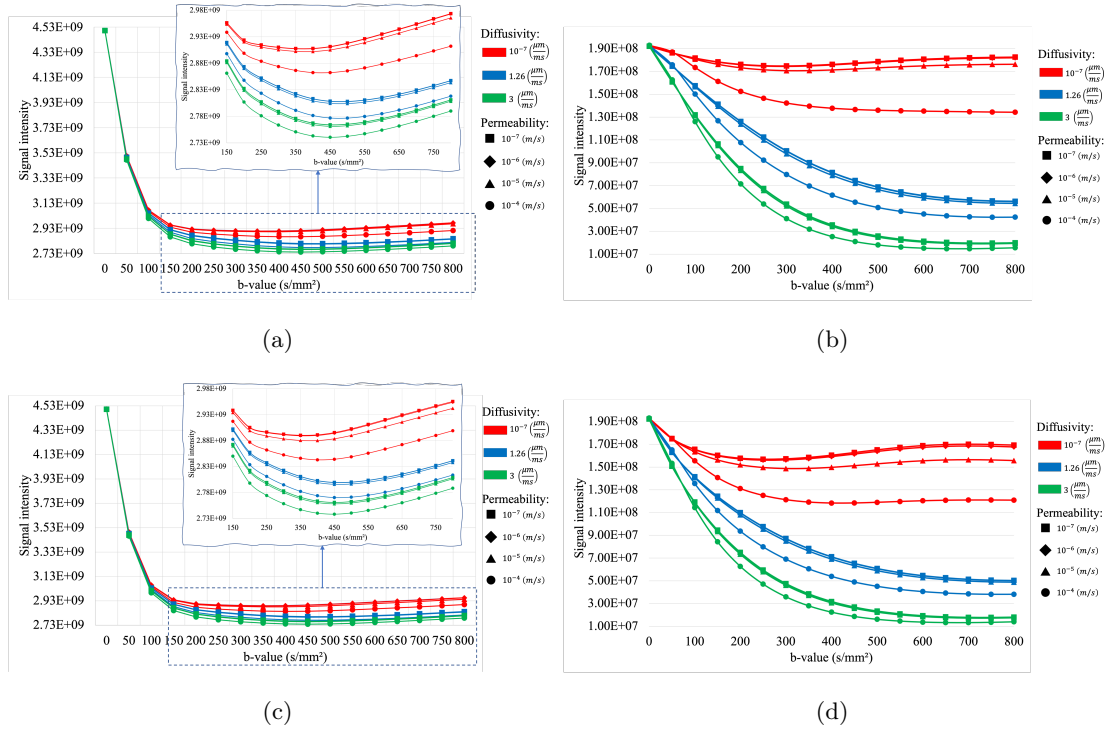 4.53E+09
4.33E+09
4.13E+09
3.93E+09
3.73E+09
3.53E+09
3.33E+09
3.13E+09
2.93E+09
2.73E+09
Signal intensity
0 50 100 150 200 250 300 350 400 450 500 550 600 650 700 750 800
b-value (s/mm²)
2.98E+09
2.93E+09
2.88E+09
2.83E+09
2.78E+09
2.73E+09
Signal intensity
150 250 350 450 550 650 750
b-value (s/mm²)
Diffusivity:
10⁻⁷ (μm/ms)
1.26 (μm/ms)
3 (μm/ms)
Permeability:
10⁻⁷ (m/s)
10⁻⁶ (m/s)
10⁻⁵ (m/s)
10⁻⁴ (m/s)
(a)
1.90E+08
1.70E+08
1.50E+08
1.30E+08
1.10E+08
9.00E+07
7.00E+07
5.00E+07
3.00E+07
1.00E+07
Signal intensity
0 100 200 300 400 500 600 700 800
b-value (s/mm²)
Diffusivity:
10⁻⁷ (μm/ms)
1.26 (μm/ms)
3 (μm/ms)
Permeability:
10⁻⁷ (m/s)
10⁻⁶ (m/s)
10⁻⁵ (m/s)
10⁻⁴ (m/s)
(b)
4.53E+09
4.33E+09
4.13E+09
3.93E+09
3.73E+09
3.53E+09
3.33E+09
3.13E+09
2.93E+09
2.73E+09
Signal intensity
0 50 100 150 200 250 300 350 400 450 500 550 600 650 700 750 800
b-value (s/mm²)
2.98E+09
2.93E+09
2.88E+09
2.83E+09
2.78E+09
2.73E+09
Signal intensity
150 250 350 450 550 650 750
b-value (s/mm²)
Diffusivity:
10⁻⁷ (μm/ms)
1.26 (μm/ms)
3 (μm/ms)
Permeability:
10⁻⁷ (m/s)
10⁻⁶ (m/s)
10⁻⁵ (m/s)
10⁻⁴ (m/s)
(c)
1.90E+08
1.70E+08
1.50E+08
1.30E+08
1.10E+08
9.00E+07
7.00E+07
5.00E+07
3.00E+07
1.00E+07
Signal intensity
0 100 200 300 400 500 600 700 800
b-value (s/mm²)
Diffusivity:
10⁻⁷ (μm/ms)
1.26 (μm/ms)
3 (μm/ms)
Permeability:
10⁻⁷ (m/s)
10⁻⁶ (m/s)
10⁻⁵ (m/s)
10⁻⁴ (m/s)
(d)